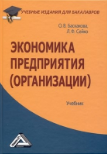 УЧЕБНЫЕ ИЗДАНИЯ ДЛЯ БАКАЛАВРОВ
О.В. Баскакова,
Л.Ф. Сейко
ЭКОНОМИКА
ПРЕДПРИЯТИЯ
(ОРГАНИЗАЦИИ)
Учебник